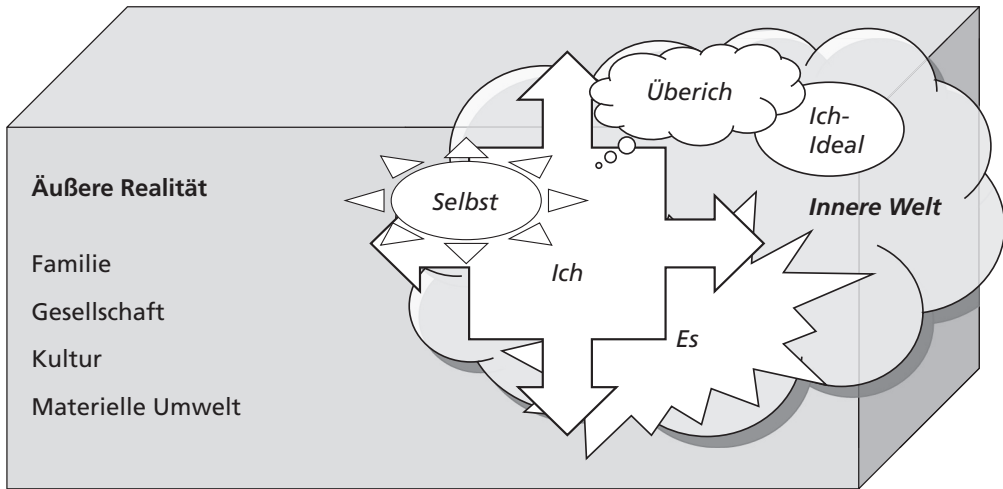 Äußere Realität
Familie
Gesellschaft
Kultur
Materielle Umwelt
Selbst
Ich
Überich
Ich-
Ideal
Innere Welt
Es